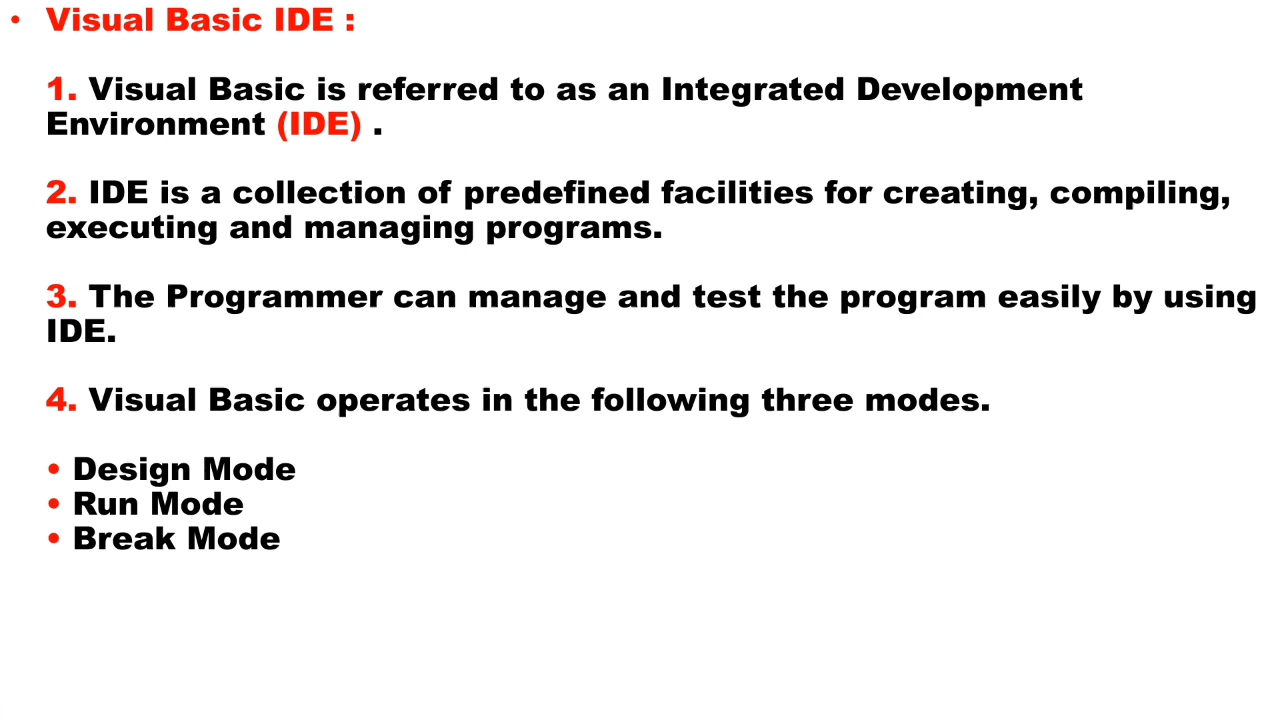 • Visual Basic IDE :
1. Visual Basic is referred to as an Integrated Development
Environment (IDE) .
2. IDE is a collection of predefined facilities for creating, compiling,
executing and managing programs.
3. The Programmer can manage and test the program easily by using
IDE.
4. Visual Basic operates in the following three modes.
• Design Mode
• Run Mode
• Break Mode